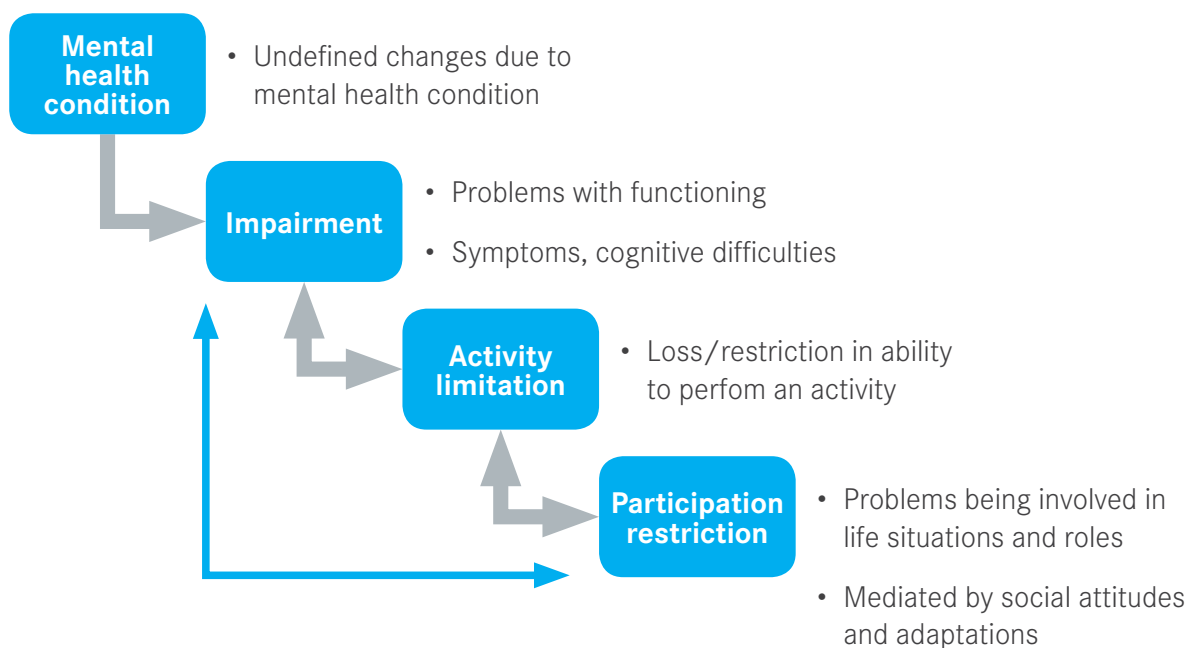 Mental
health
condition
• Undefined changes due to
mental health condition
Impairment
• Problems with functioning
• Symptoms, cognitive difficulties
Activity
limitation
• Loss/restriction in ability
to perfom an activity
Participation
restriction
• Problems being involved in
life situations and roles
• Mediated by social attitudes
and adaptations